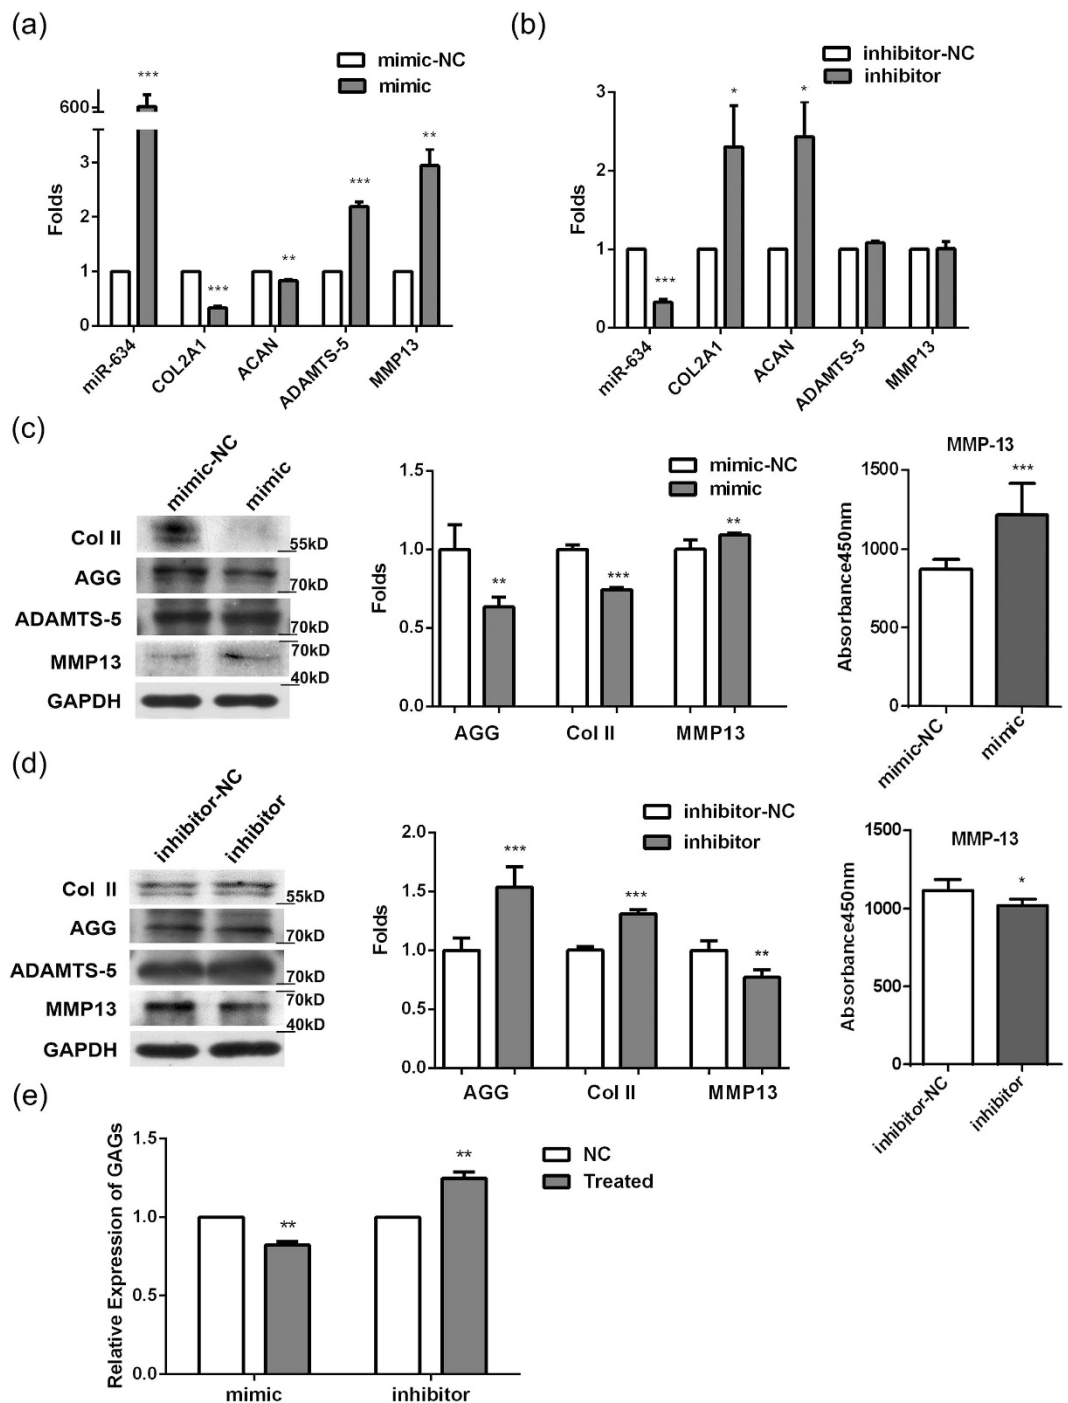 (a)
mimic-NC
mimic
***
***
**
***
**
600
3
2
1
0
Folds
miR-634
COL2A1
ACAN
ADAMTS-5
MMP13
(b)
inhibitor-NC
inhibitor
***
*
*
3
2
1
0
Folds
miR-634
COL2A1
ACAN
ADAMTS-5
MMP13
(c)
mimic-NC
mimic
Col II
55kD
AGG
70kD
ADAMTS-5
70kD
MMP13
70kD
40kD
GAPDH
mimic-NC
mimic
**
***
**
1.5
1.0
0.5
0.0
Folds
AGG
Col II
MMP13
MMP-13
***
1500
1000
500
0
Absorbance450nm
mimic-NC
mimic
(d)
inhibitor-NC
inhibitor
Col II
55kD
AGG
70kD
ADAMTS-5
70kD
MMP13
70kD
40kD
GAPDH
inhibitor-NC
inhibitor
***
***
**
2.0
1.5
1.0
0.5
0.0
Folds
AGG
Col II
MMP13
MMP-13
*
1500
1000
500
0
Absorbance450nm
inhibitor-NC
inhibitor
(e)
NC
Treated
**
**
1.5
1.0
0.5
0.0
Relative Expression of GAGs
mimic
inhibitor